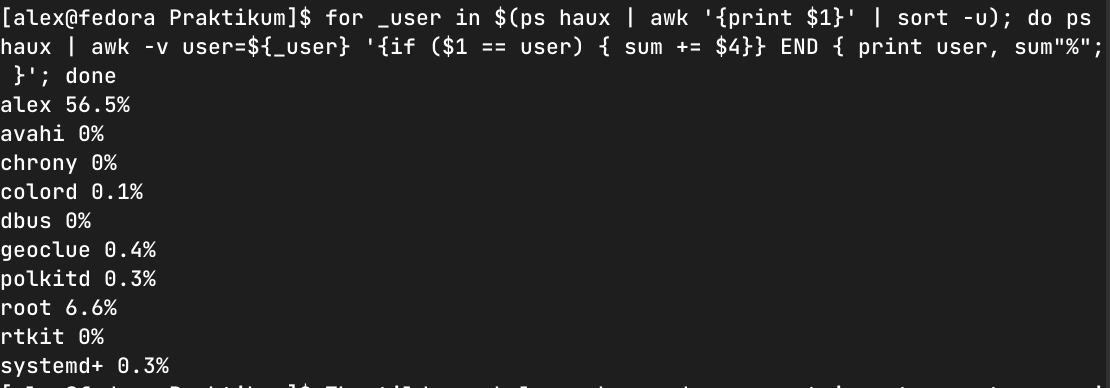 [alex@fedora Praktikum]$ for _user in $(ps haux | awk '{print $1}' | sort -u); do ps
haux | awk -v user=${_user} '{if ($1 == user) { sum += $4}} END { print user, sum"%";
 }'; done
alex 56.5%
avahi 0%
chrony 0%
colord 0.1%
dbus 0%
geoclue 0.4%
polkitd 0.3%
root 6.6%
rtkit 0%
systemd+ 0.3%